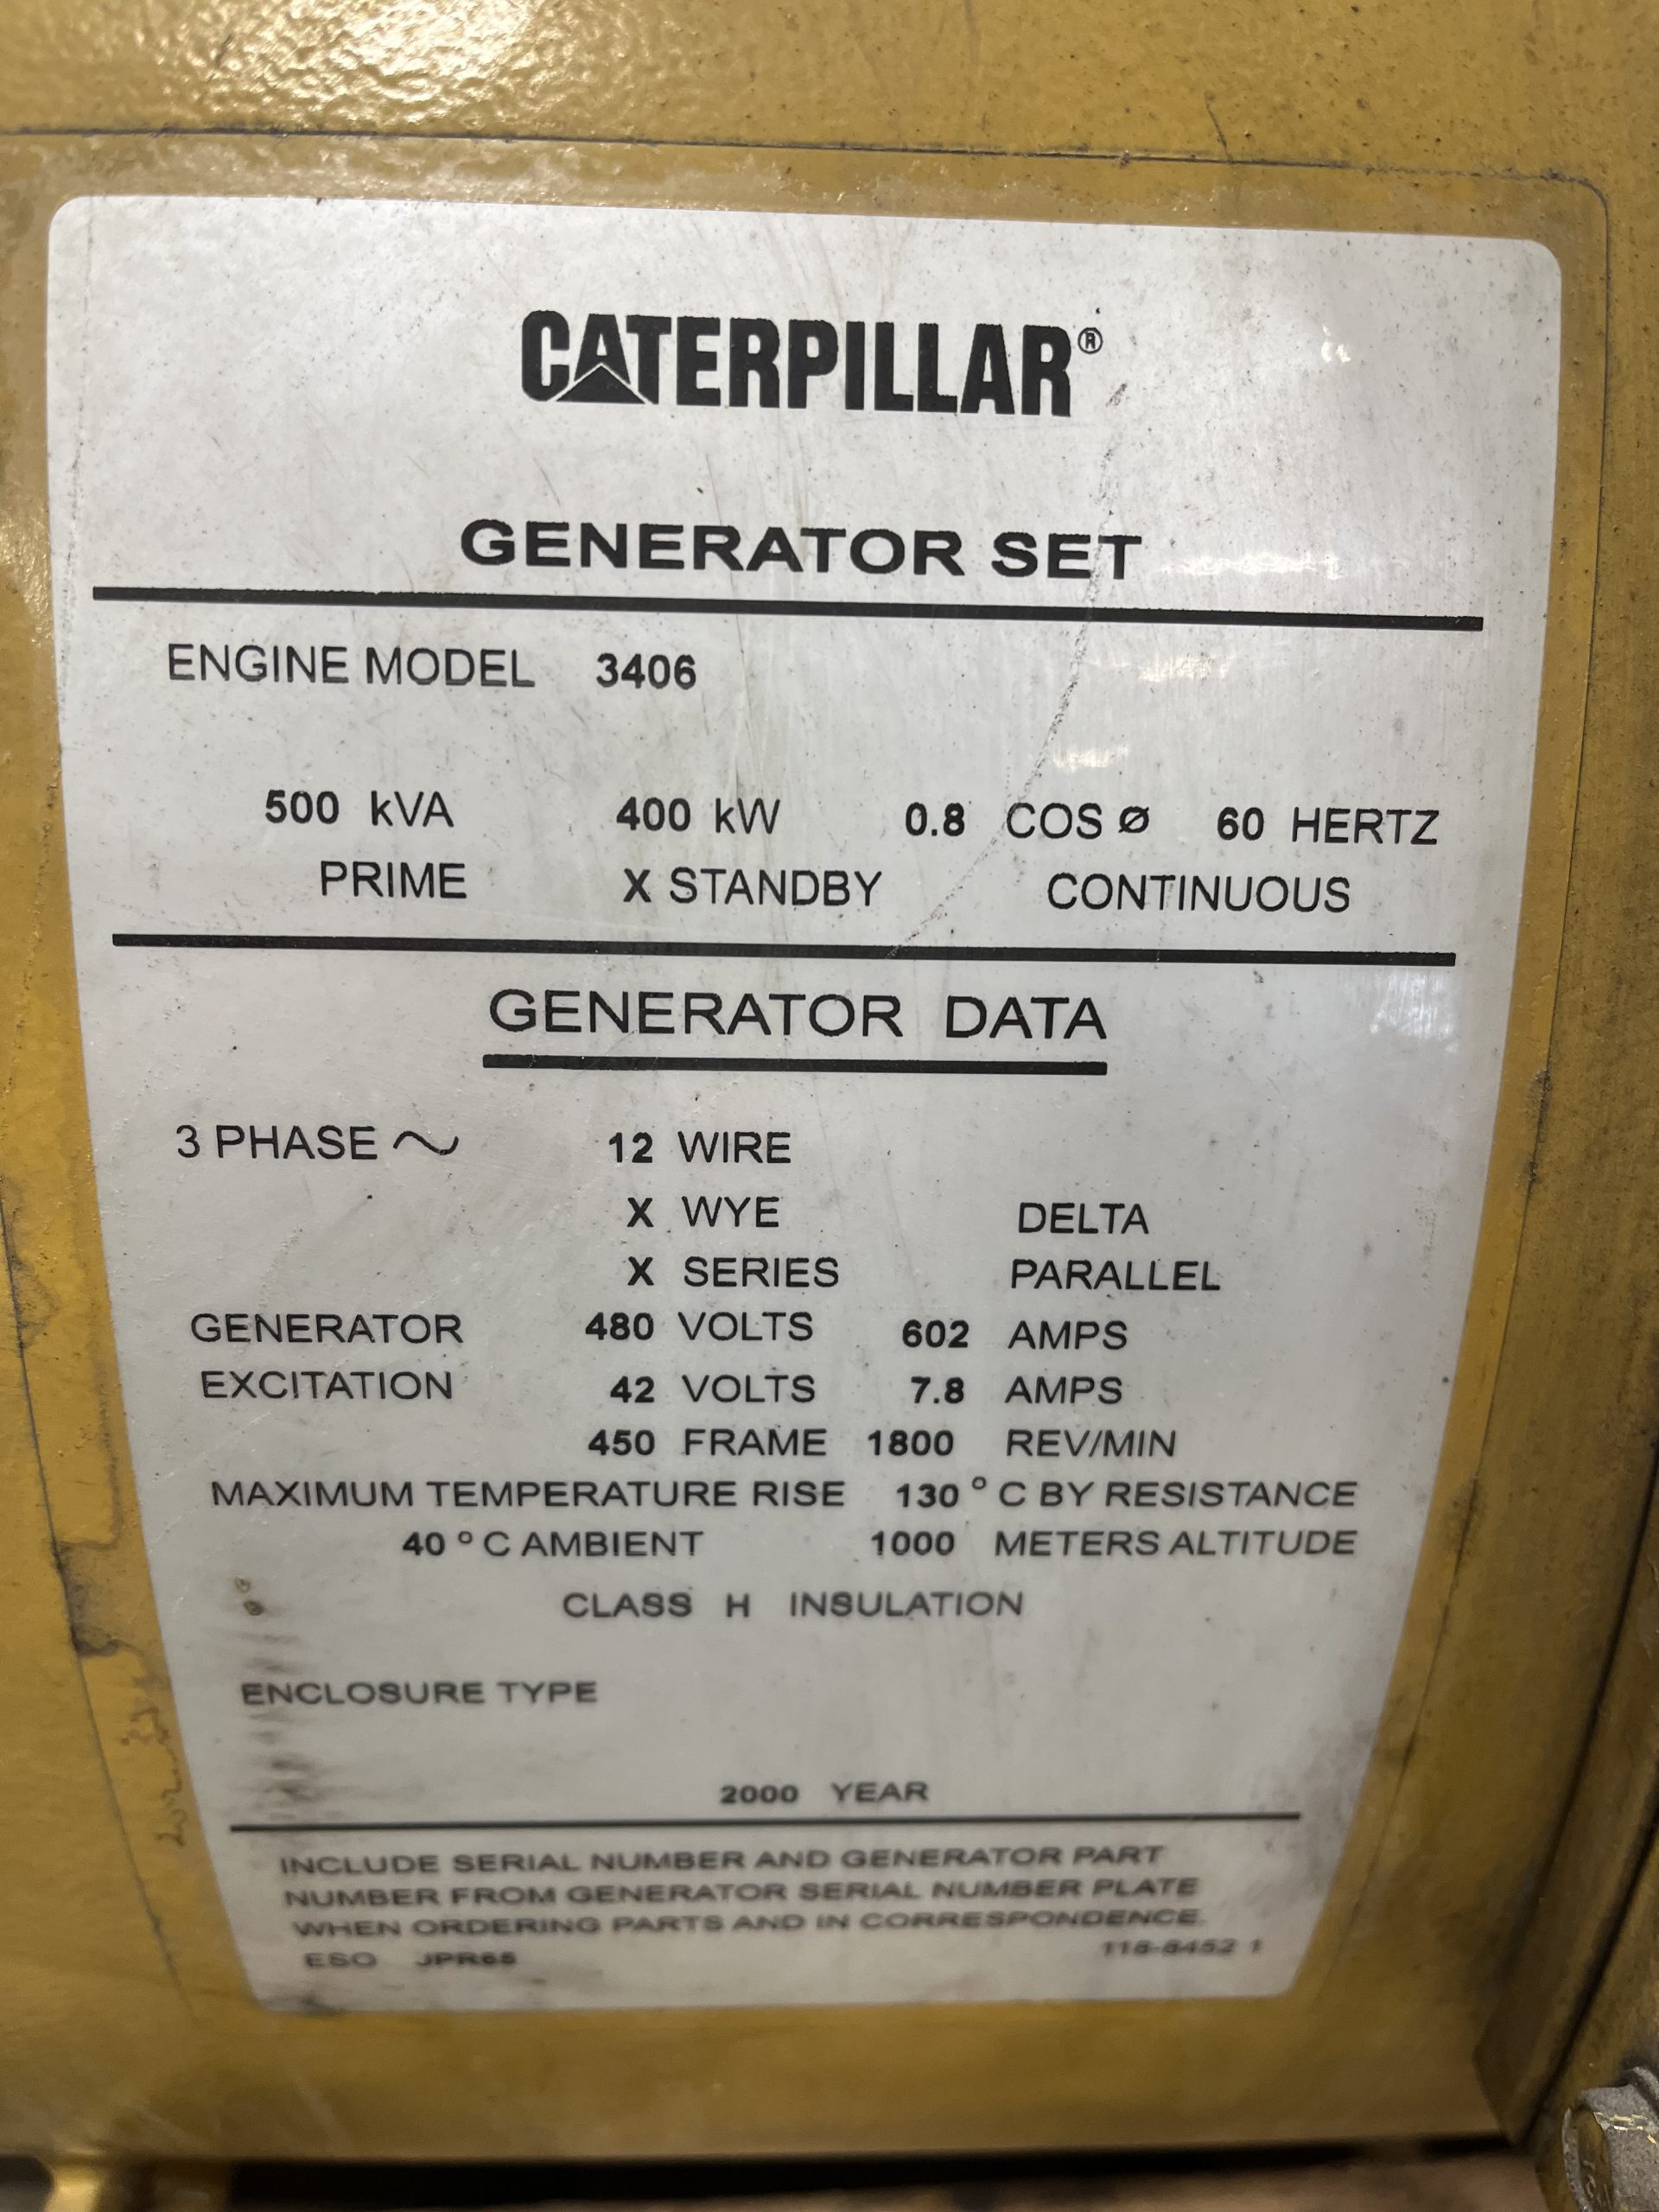 CATERPILLAR®
GENERATOR SET
ENGINE MODEL 3406
500 kVA 400 kW 0.8 COS ø 60 HERTZ
PRIME X STANDBY CONTINUOUS
GENERATOR DATA
3 PHASE ~ 12 WIRE
X WYE DELTA
X SERIES PARALLEL
GENERATOR 480 VOLTS 602 AMPS
EXCITATION 42 VOLTS 7.8 AMPS
450 FRAME 1800 REV/MIN
MAXIMUM TEMPERATURE RISE 130 °C BY RESISTANCE
40 °C AMBIENT 1000 METERS ALTITUDE
CLASS H INSULATION
ENCLOSURE TYPE
2000 YEAR
INCLUDE SERIAL NUMBER AND GENERATOR PART
NUMBER FROM GENERATOR SERIAL NUMBER PLATE
WHEN ORDERING PARTS AND IN CORRESPONDENCE
ESO JPR65
118-8452 1